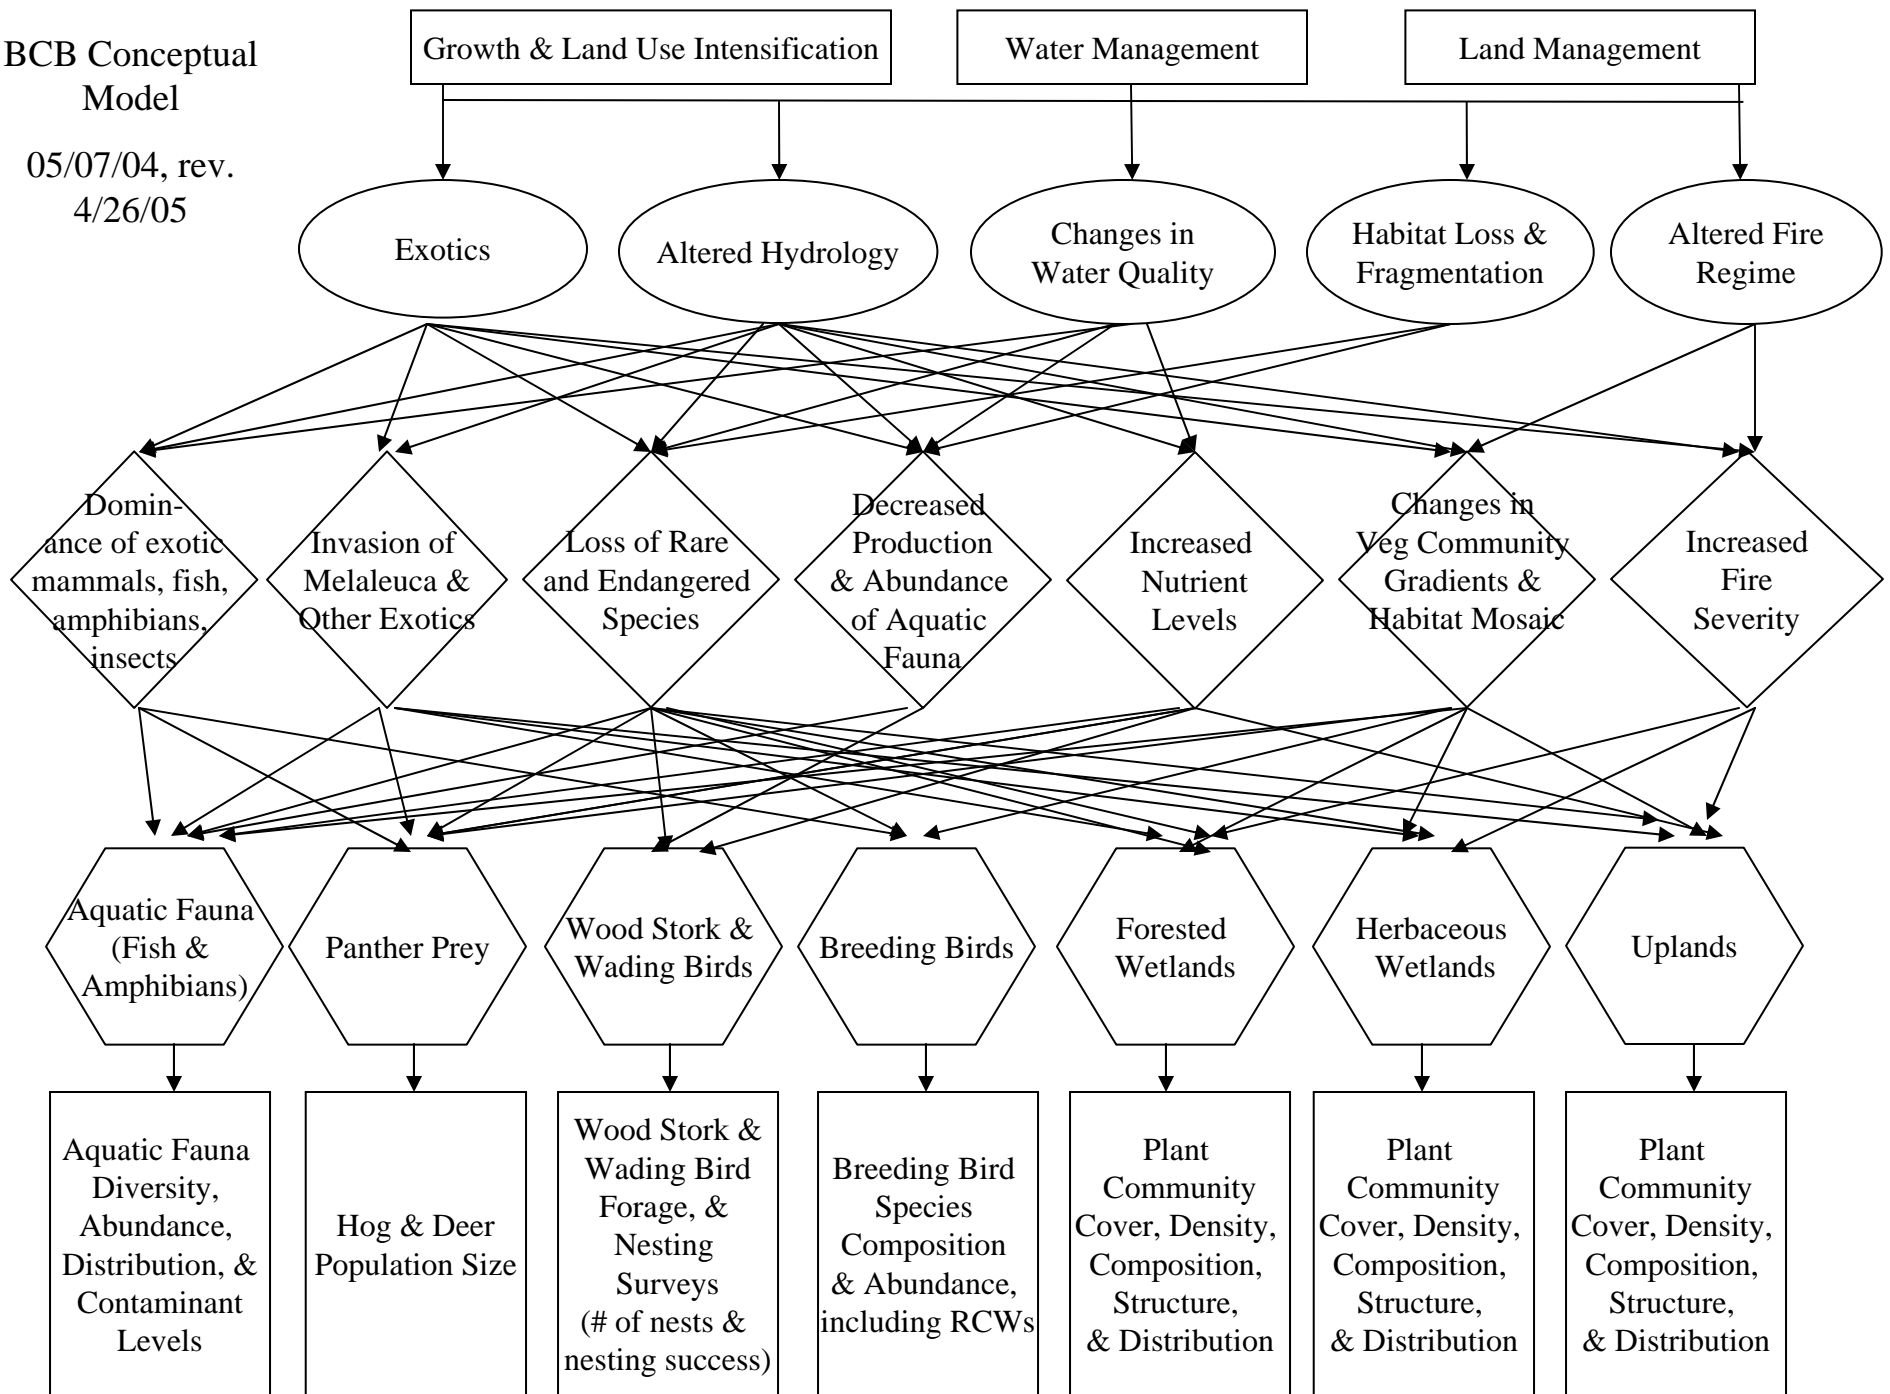 BCB Conceptual
Model
05/07/04, rev.
4/26/05
Growth & Land Use Intensification
Water Management
Land Management
Exotics
Altered Hydrology
Changes in
Water Quality
Habitat Loss &
Fragmentation
Altered Fire
Regime
Domin-
ance of exotic
mammals, fish,
amphibians,
insects
Invasion of
Melaleuca &
Other Exotics
Loss of Rare
and Endangered
Species
Decreased
Production
& Abundance
of Aquatic
Fauna
Increased
Nutrient
Levels
Changes in
Veg Community
Gradients &
Habitat Mosaic
Increased
Fire
Severity
Aquatic Fauna
(Fish &
Amphibians)
Panther Prey
Wood Stork &
Wading Birds
Breeding Birds
Forested
Wetlands
Herbaceous
Wetlands
Uplands
Aquatic Fauna
Diversity,
Abundance,
Distribution, &
Contaminant
Levels
Hog & Deer
Population Size
Wood Stork &
Wading Bird
Forage, &
Nesting
Surveys
(# of nests &
nesting success)
Breeding Bird
Species
Composition
& Abundance,
including RCWs
Plant
Community
Cover, Density,
Composition,
Structure,
& Distribution
Plant
Community
Cover, Density,
Composition,
Structure,
& Distribution
Plant
Community
Cover, Density,
Composition,
Structure,
& Distribution